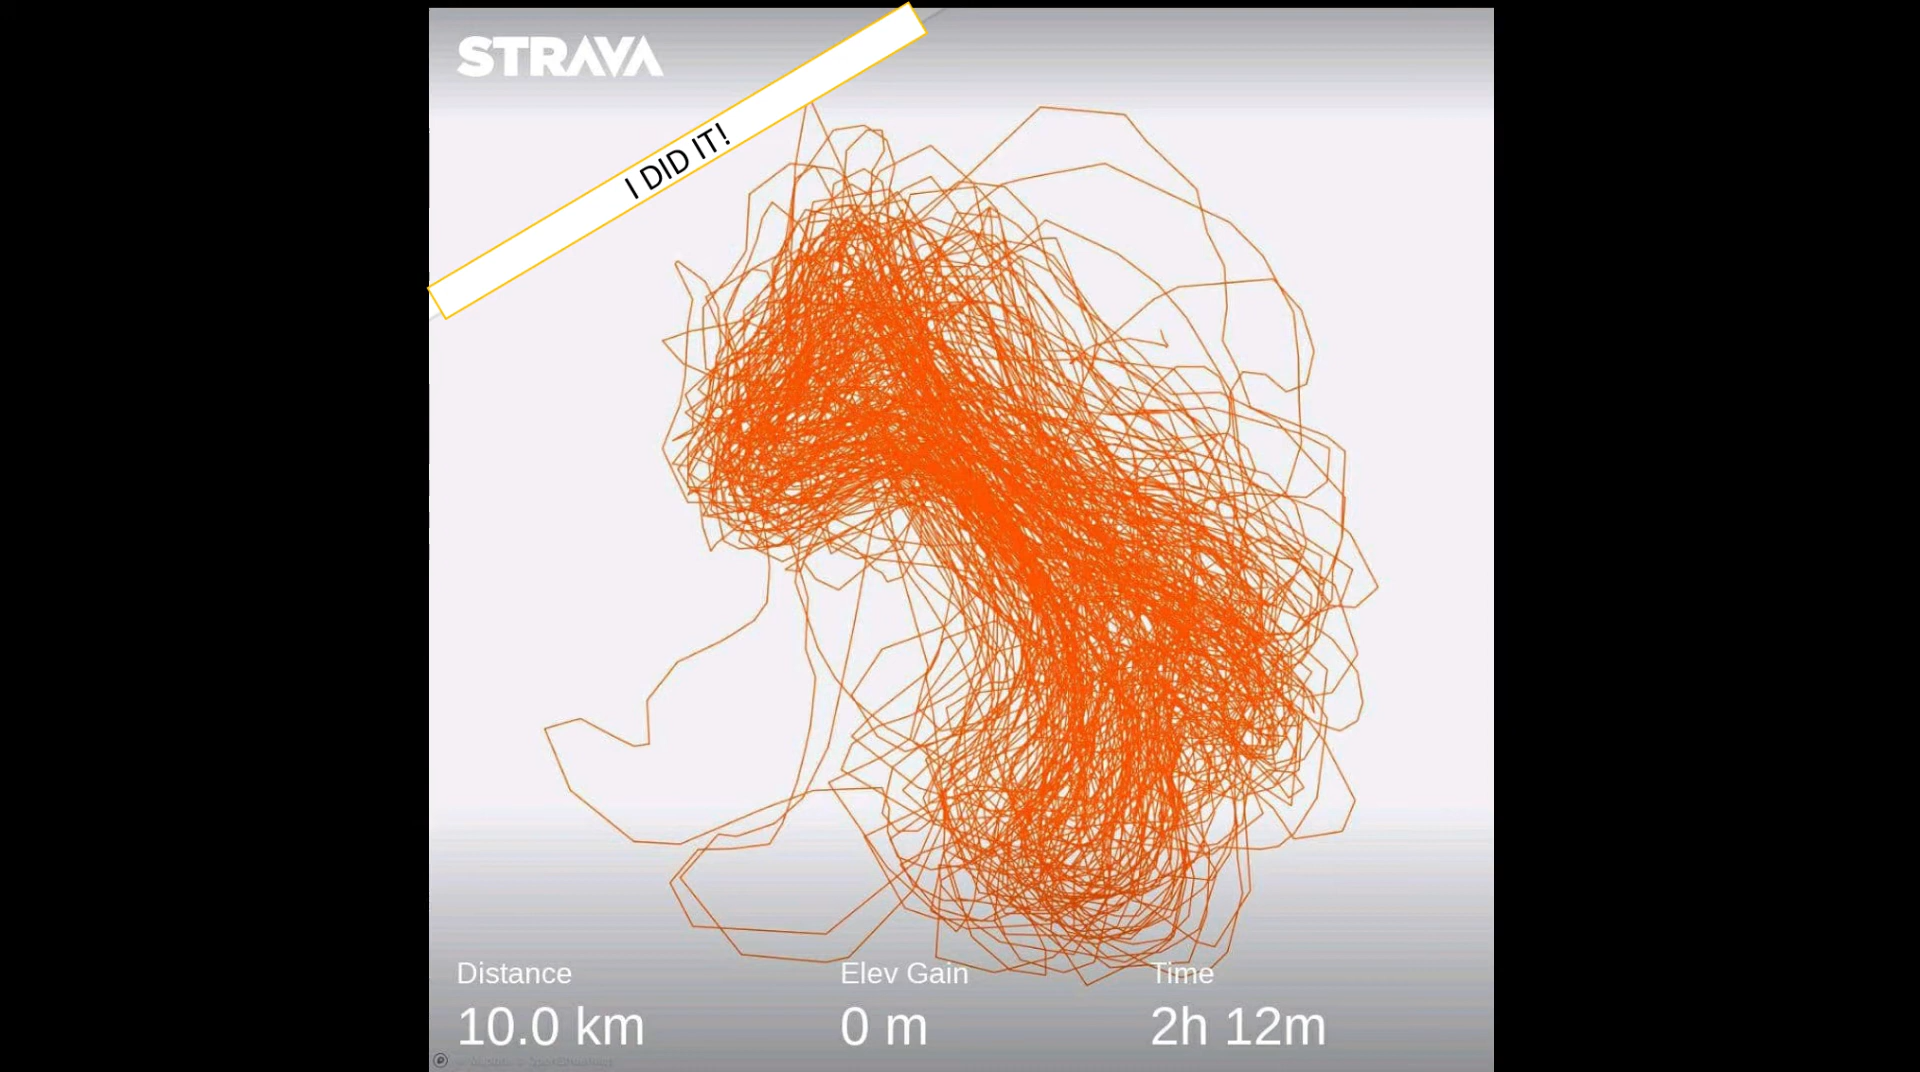 STRAVA
I DID IT!
Distance
Elev Gain
Time
10.0 km
0 m
2h 12m